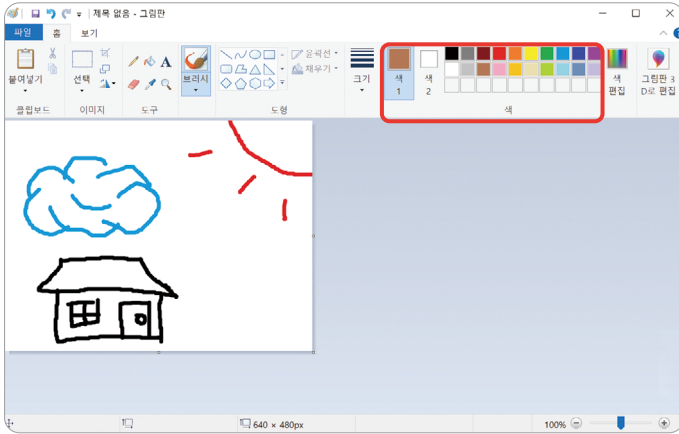 제목 없음 - 그림판
파일 홈 보기
붙여넣기 선택 브러시 윤곽선 채우기 크기 색 1 색 2 색 편집 그림판 3D로 편집
클립보드 이미지 도구 도형 색
640 × 480px 100%